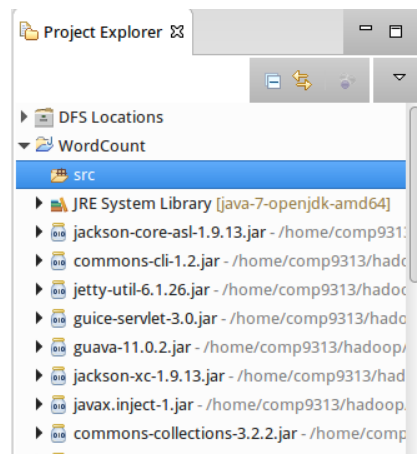 Project Explorer
DFS Locations
WordCount
src
JRE System Library [java-7-openjdk-amd64]
jackson-core-asl-1.9.13.jar - /home/comp931
commons-cli-1.2.jar - /home/comp9313/hado
jetty-util-6.1.26.jar - /home/comp9313/hadoo
guice-servlet-3.0.jar - /home/comp9313/hado
guava-11.0.2.jar - /home/comp9313/hadoop/
jackson-xc-1.9.13.jar - /home/comp9313/had
javax.inject-1.jar - /home/comp9313/hadoop
commons-collections-3.2.2.jar - /home/comp